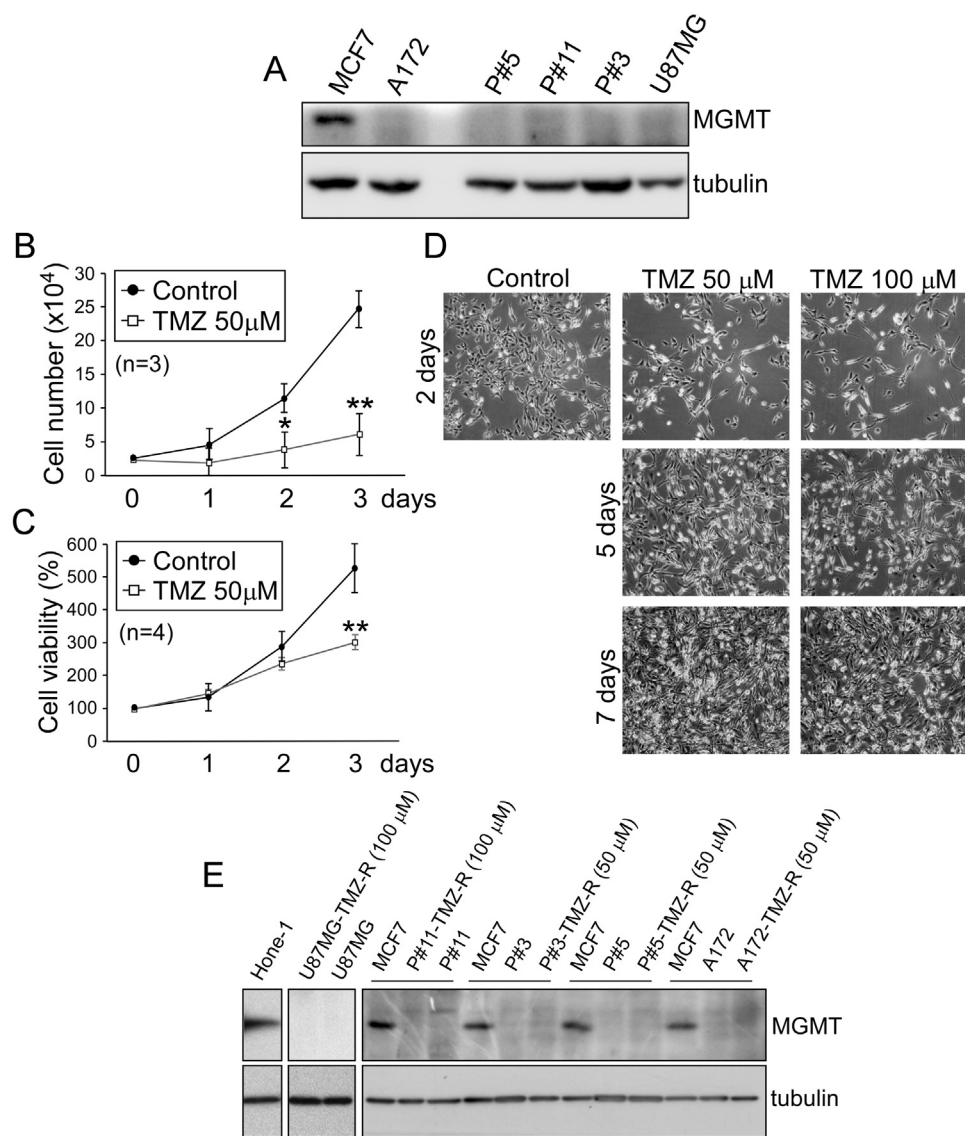 A
MCF7 A172 P#5 P#11 P#3 U87MG
MGMT
tubulin
B
Cell number (x10⁴)
30
25
20
15
10
5
0
Control
TMZ 50μM
(n=3)
*
**
0 1 2 3 days
C
Cell viability (%)
600
500
400
300
200
100
0
Control
TMZ 50μM
(n=4)
**
0 1 2 3 days
D
Control TMZ 50 μM TMZ 100 μM
2 days
5 days
7 days
E
Hone-1
U87MG-TMZ-R (100 μM)
U87MG
MCF7
P#11-TMZ-R (100 μM)
P#11
MCF7
P#3
P#3-TMZ-R (50 μM)
MCF7
P#5
P#5-TMZ-R (50 μM)
MCF7
A172
A172-TMZ-R (50 μM)
MGMT
tubulin